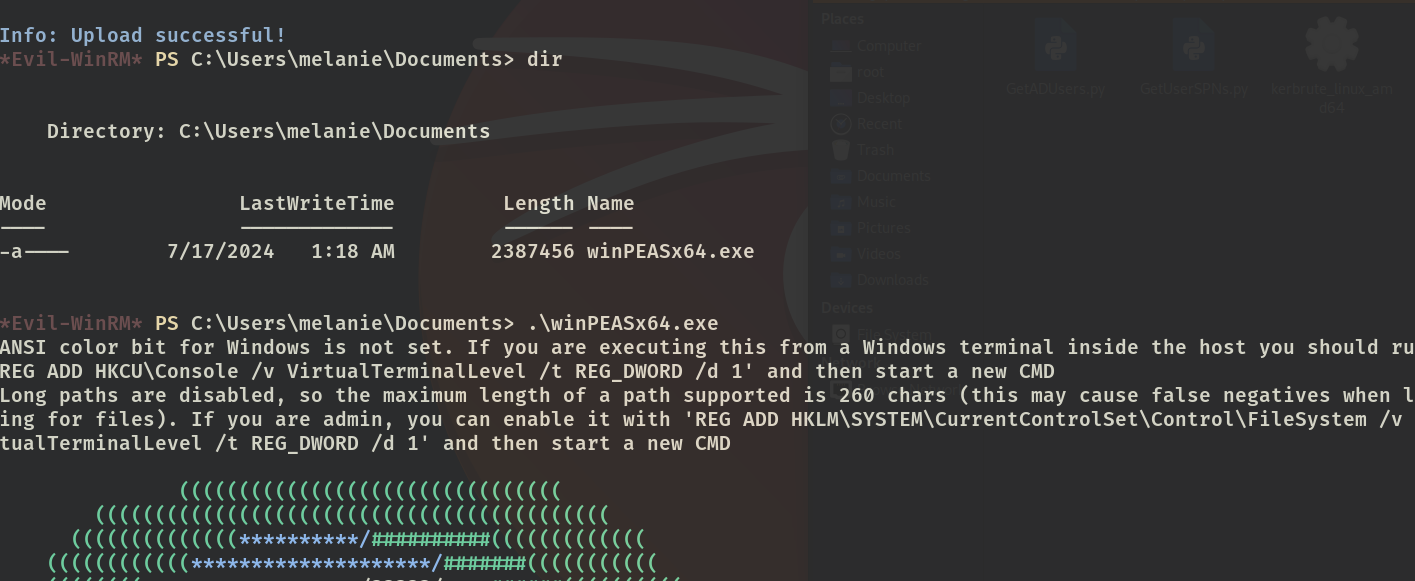 Info: Upload successful!
*Evil-WinRM* PS C:\Users\melanie\Documents> dir
Directory: C:\Users\melanie\Documents
Mode LastWriteTime Length Name
---- ------------- ------ ----
-a---- 7/17/2024 1:18 AM 2387456 winPEASx64.exe
*Evil-WinRM* PS C:\Users\melanie\Documents> .\winPEASx64.exe
ANSI color bit for Windows is not set. If you are executing this from a Windows terminal inside the host you should ru
REG ADD HKCU\Console /v VirtualTerminalLevel /t REG_DWORD /d 1' and then start a new CMD
Long paths are disabled, so the maximum length of a path supported is 260 chars (this may cause false negatives when l
ing for files). If you are admin, you can enable it with 'REG ADD HKLM\SYSTEM\CurrentControlSet\Control\FileSystem /v
tualTerminalLevel /t REG_DWORD /d 1' and then start a new CMD
((((((((((((((((((((((((((((((((
(((((((((((((((((((((((((((((((((((((((((((
((((((((((((((**********/##########(((((((((((((
((((((((((((********************/#######(((((((((((
Places
Computer
root
Desktop
Recent
Trash
Documents
Music
Pictures
Videos
Downloads
Devices
File System
GetADUsers.py
GetUserSPNs.py
kerbrute_linux_am
d64